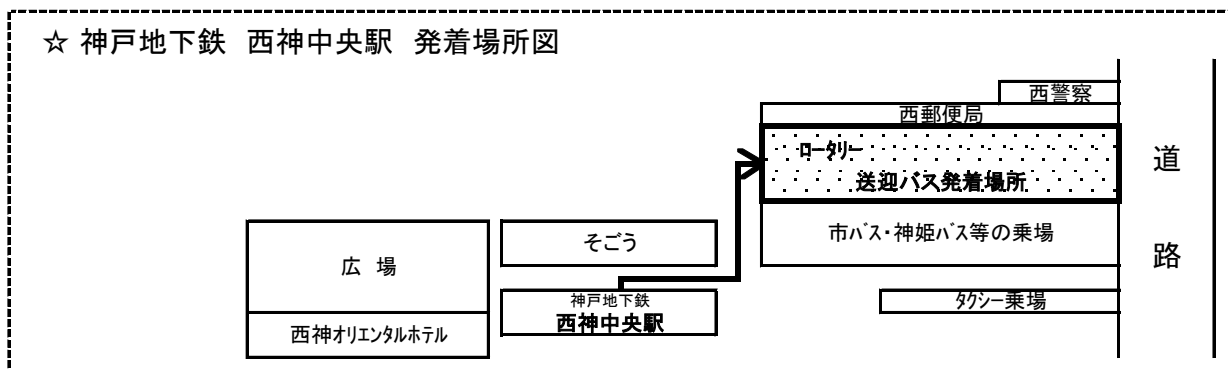 ☆ 神戸地下鉄 西神中央駅 発着場所図
西警察
西郵便局
ﾛｰﾀﾘｰ
送迎バス発着場所
道
路
市ﾊﾞｽ・神姫ﾊﾞｽ等の乗場
そごう
広 場
神戸地下鉄
西神中央駅
ﾀｸｼｰ乗場
西神ｵﾘｴﾝﾀﾙﾎﾃﾙ